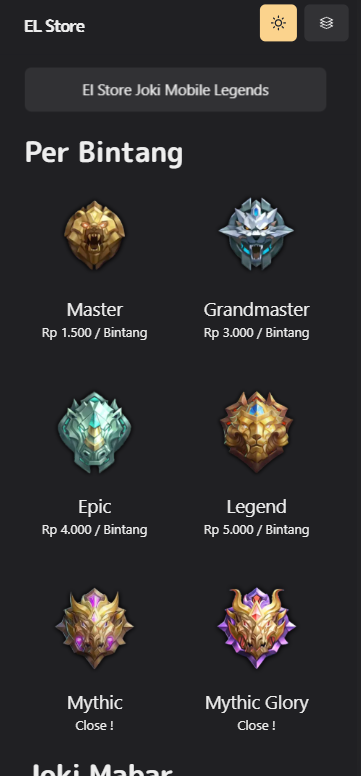 EL Store
El Store Joki Mobile Legends
Per Bintang
Master
Rp 1.500 / Bintang
Grandmaster
Rp 3.000 / Bintang
Epic
Rp 4.000 / Bintang
Legend
Rp 5.000 / Bintang
Mythic
Close !
Mythic Glory
Close !
Joki Mabar